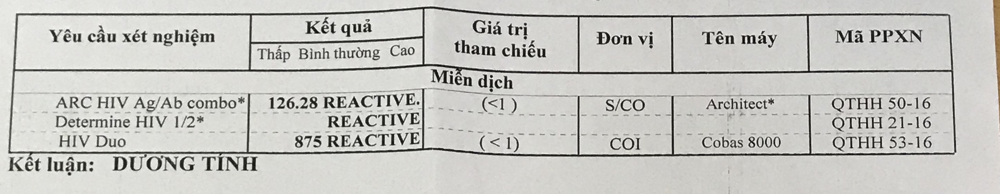 Yêu cầu xét nghiệm Kết quả Giá trị tham chiếu Đơn vị Tên máy Mã PPXN
Thấp Bình thường Cao
Miễn dịch
ARC HIV Ag/Ab combo* 126.28 REACTIVE. (<1 ) S/CO Architect* QTHH 50-16
Determine HIV 1/2* REACTIVE QTHH 21-16
HIV Duo 875 REACTIVE ( < 1) COI Cobas 8000 QTHH 53-16
Kết luận: DƯƠNG TÍNH